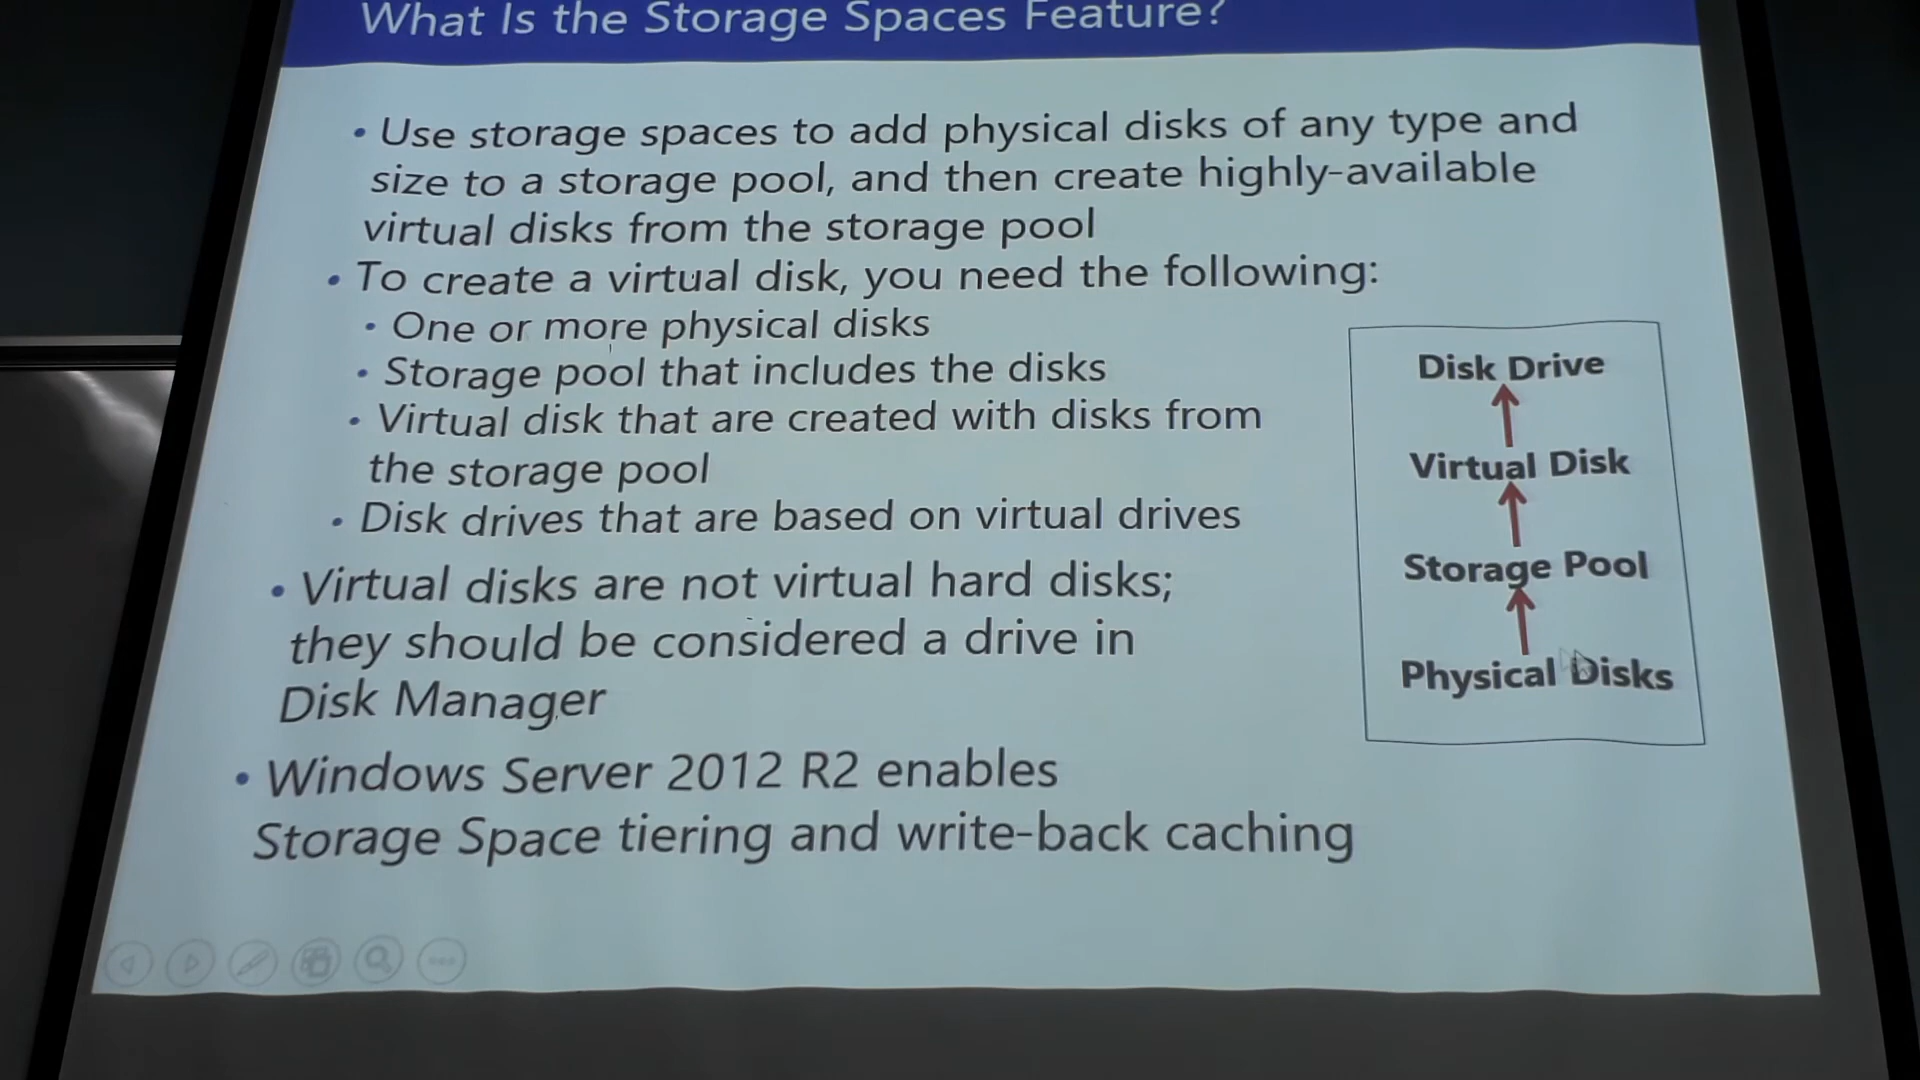 What Is the Storage Spaces Feature?
• Use storage spaces to add physical disks of any type and
size to a storage pool, and then create highly-available
virtual disks from the storage pool
• To create a virtual disk, you need the following:
• One or more physical disks
• Storage pool that includes the disks
• Virtual disk that are created with disks from
the storage pool
• Disk drives that are based on virtual drives
• Virtual disks are not virtual hard disks;
they should be considered a drive in
Disk Manager
• Windows Server 2012 R2 enables
Storage Space tiering and write-back caching
Disk Drive
Virtual Disk
Storage Pool
Physical Disks